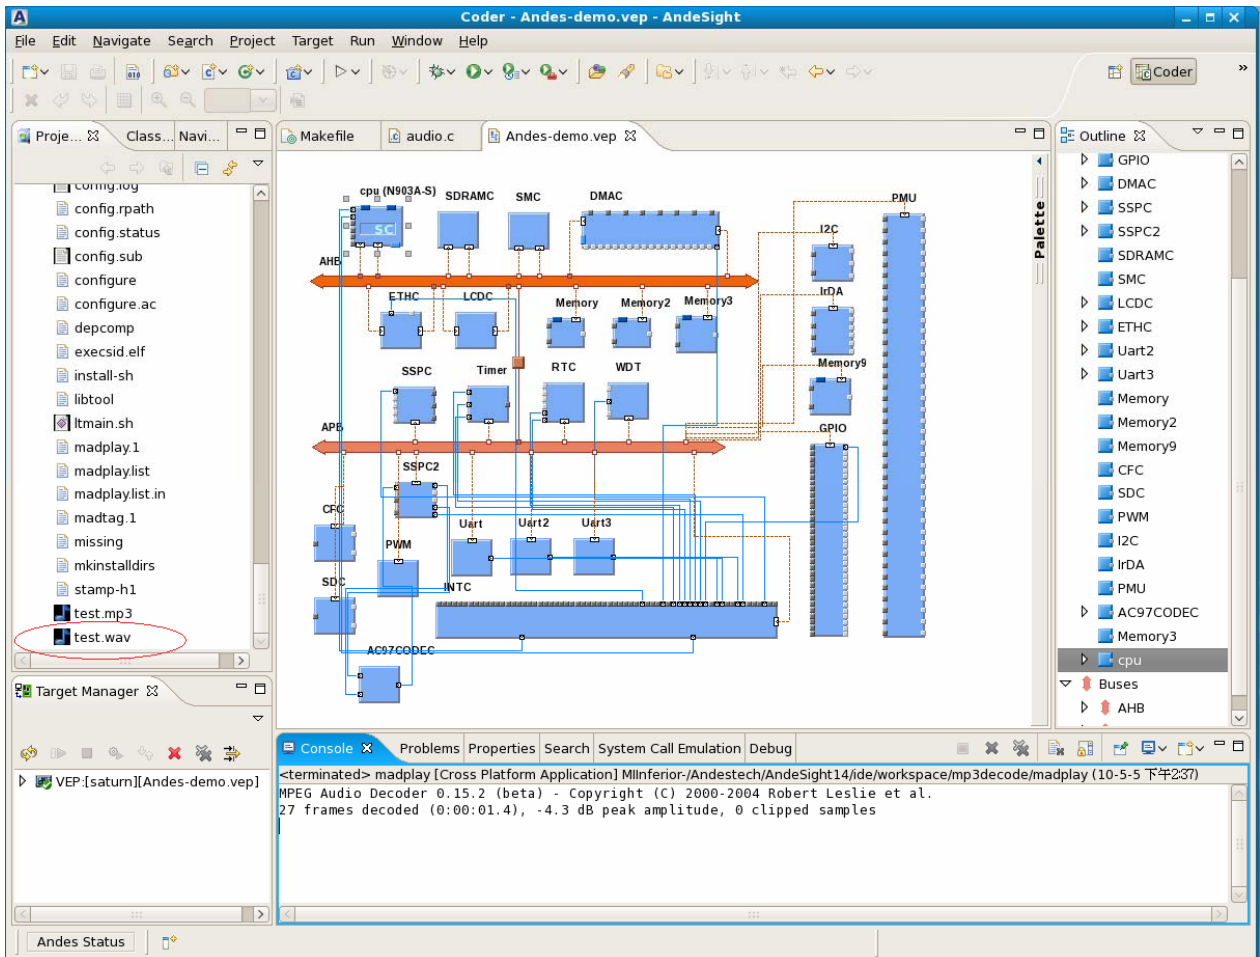 Coder - Andes-demo.vep - AndeSight
File Edit Navigate Search Project Target Run Window Help
Coder
»
Proje... Class... Navi...
Makefile audio.c Andes-demo.vep
Outline
config.log
config.rpath
config.status
config.sub
configure
configure.ac
depcomp
execsid.elf
install-sh
libtool
ltmain.sh
madplay.1
madplay.list
madplay.list.in
madtag.1
missing
mkinstalldirs
stamp-h1
test.mp3
test.wav
cpu (N903A-S) SDRAMC SMC DMAC PMU
SC
I2C
Palette
AHB
IrDA
ETHC LCDC Memory Memory2 Memory3
SSPC Timer RTC WDT Memory9
APB GPIO
SSPC2
CFC Uart Uart2 Uart3
PWM
SDC INTC
AC97CODEC
GPIO
DMAC
SSPC
SSPC2
SDRAMC
SMC
LCDC
ETHC
Uart2
Uart3
Memory
Memory2
Memory9
CFC
SDC
PWM
I2C
IrDA
PMU
AC97CODEC
Memory3
cpu
Buses
AHB
Target Manager
VEP:[saturn][Andes-demo.vep]
Console Problems Properties Search System Call Emulation Debug
<terminated> madplay [Cross Platform Application] MIInferior-/Andestech/AndeSight14/ide/workspace/mp3decode/madplay (10-5-5 下午2:37)
MPEG Audio Decoder 0.15.2 (beta) - Copyright (C) 2000-2004 Robert Leslie et al.
27 frames decoded (0:00:01.4), -4.3 dB peak amplitude, 0 clipped samples
Andes Status